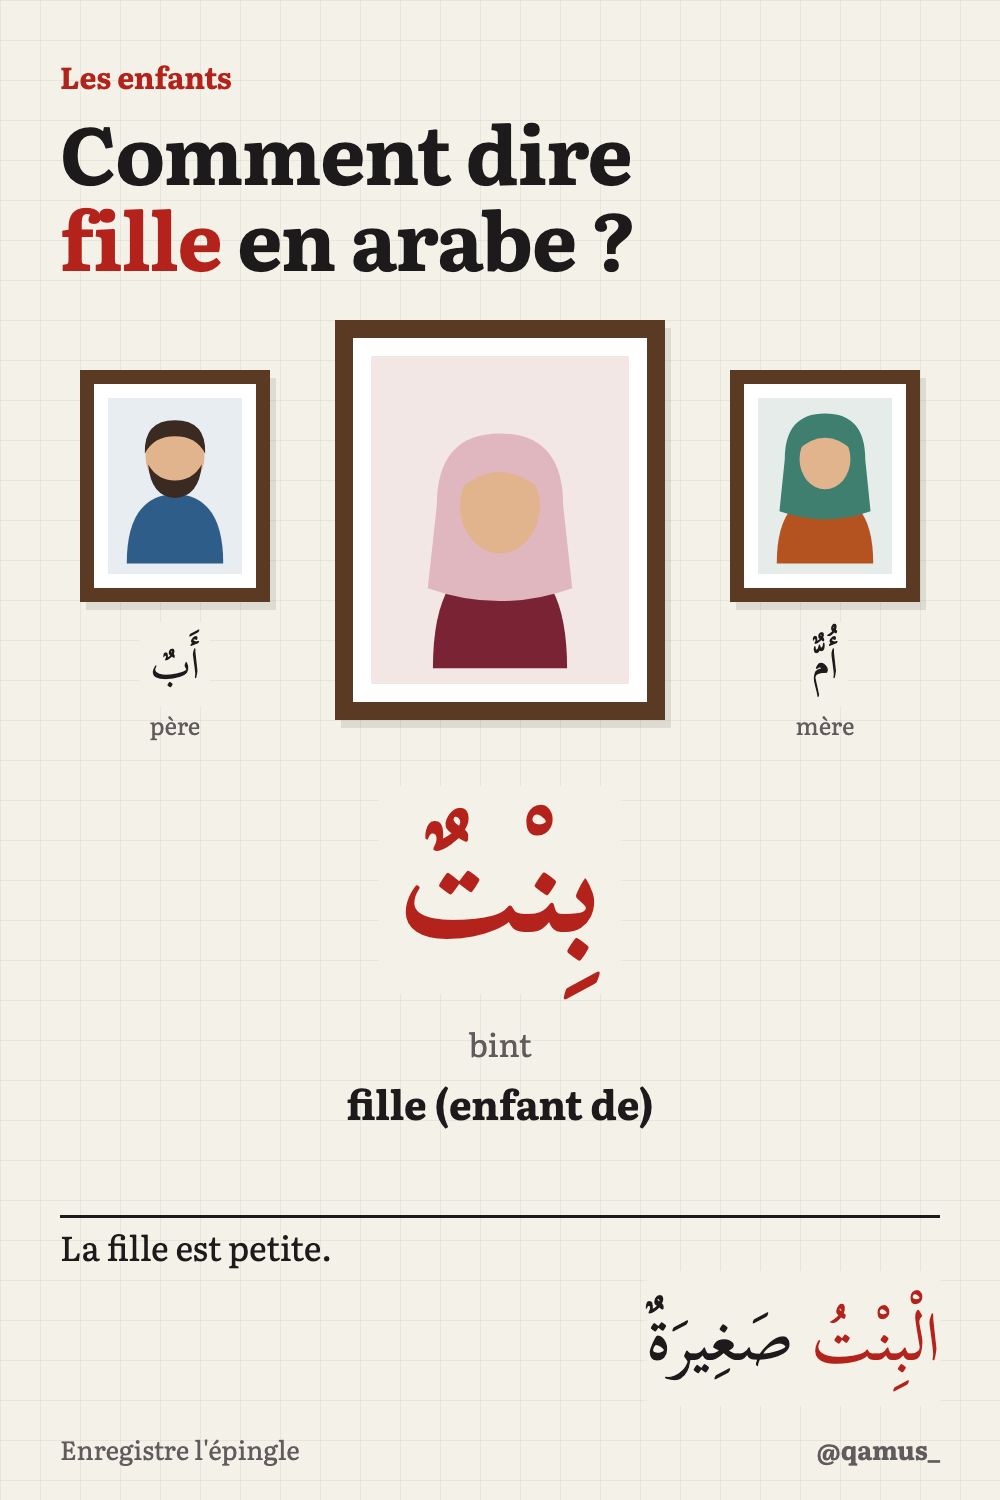 Les enfants
Comment dire
fille en arabe ?
أَبٌ
père
أُمٌّ
mère
بِنْتٌ
bint
fille (enfant de)
La fille est petite.
الْبِنْتُ صَغِيرَةٌ
Enregistre l'épingle
@qamus_